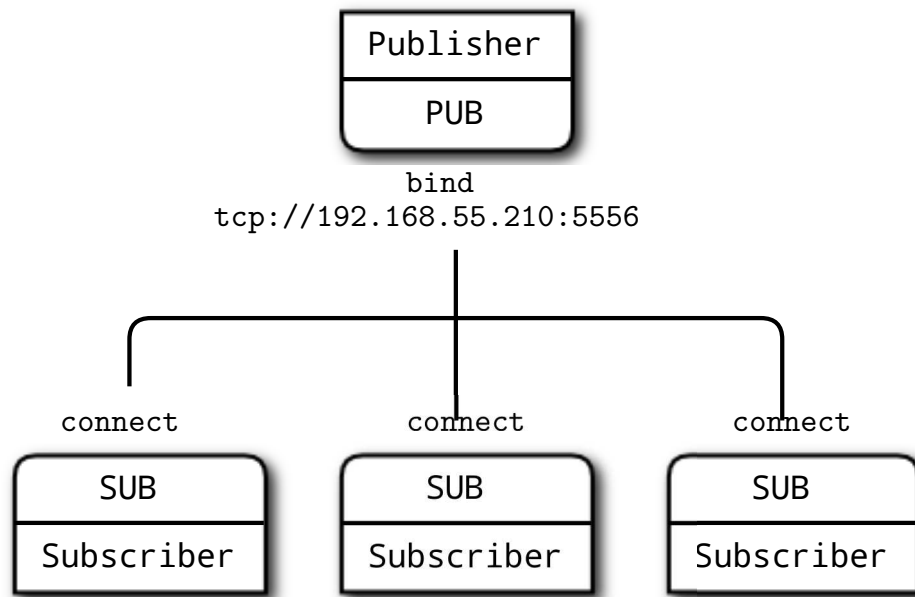 Publisher
PUB
bind
tcp://192.168.55.210:5556
connect connect connect
SUB SUB SUB
Subscriber Subscriber Subscriber